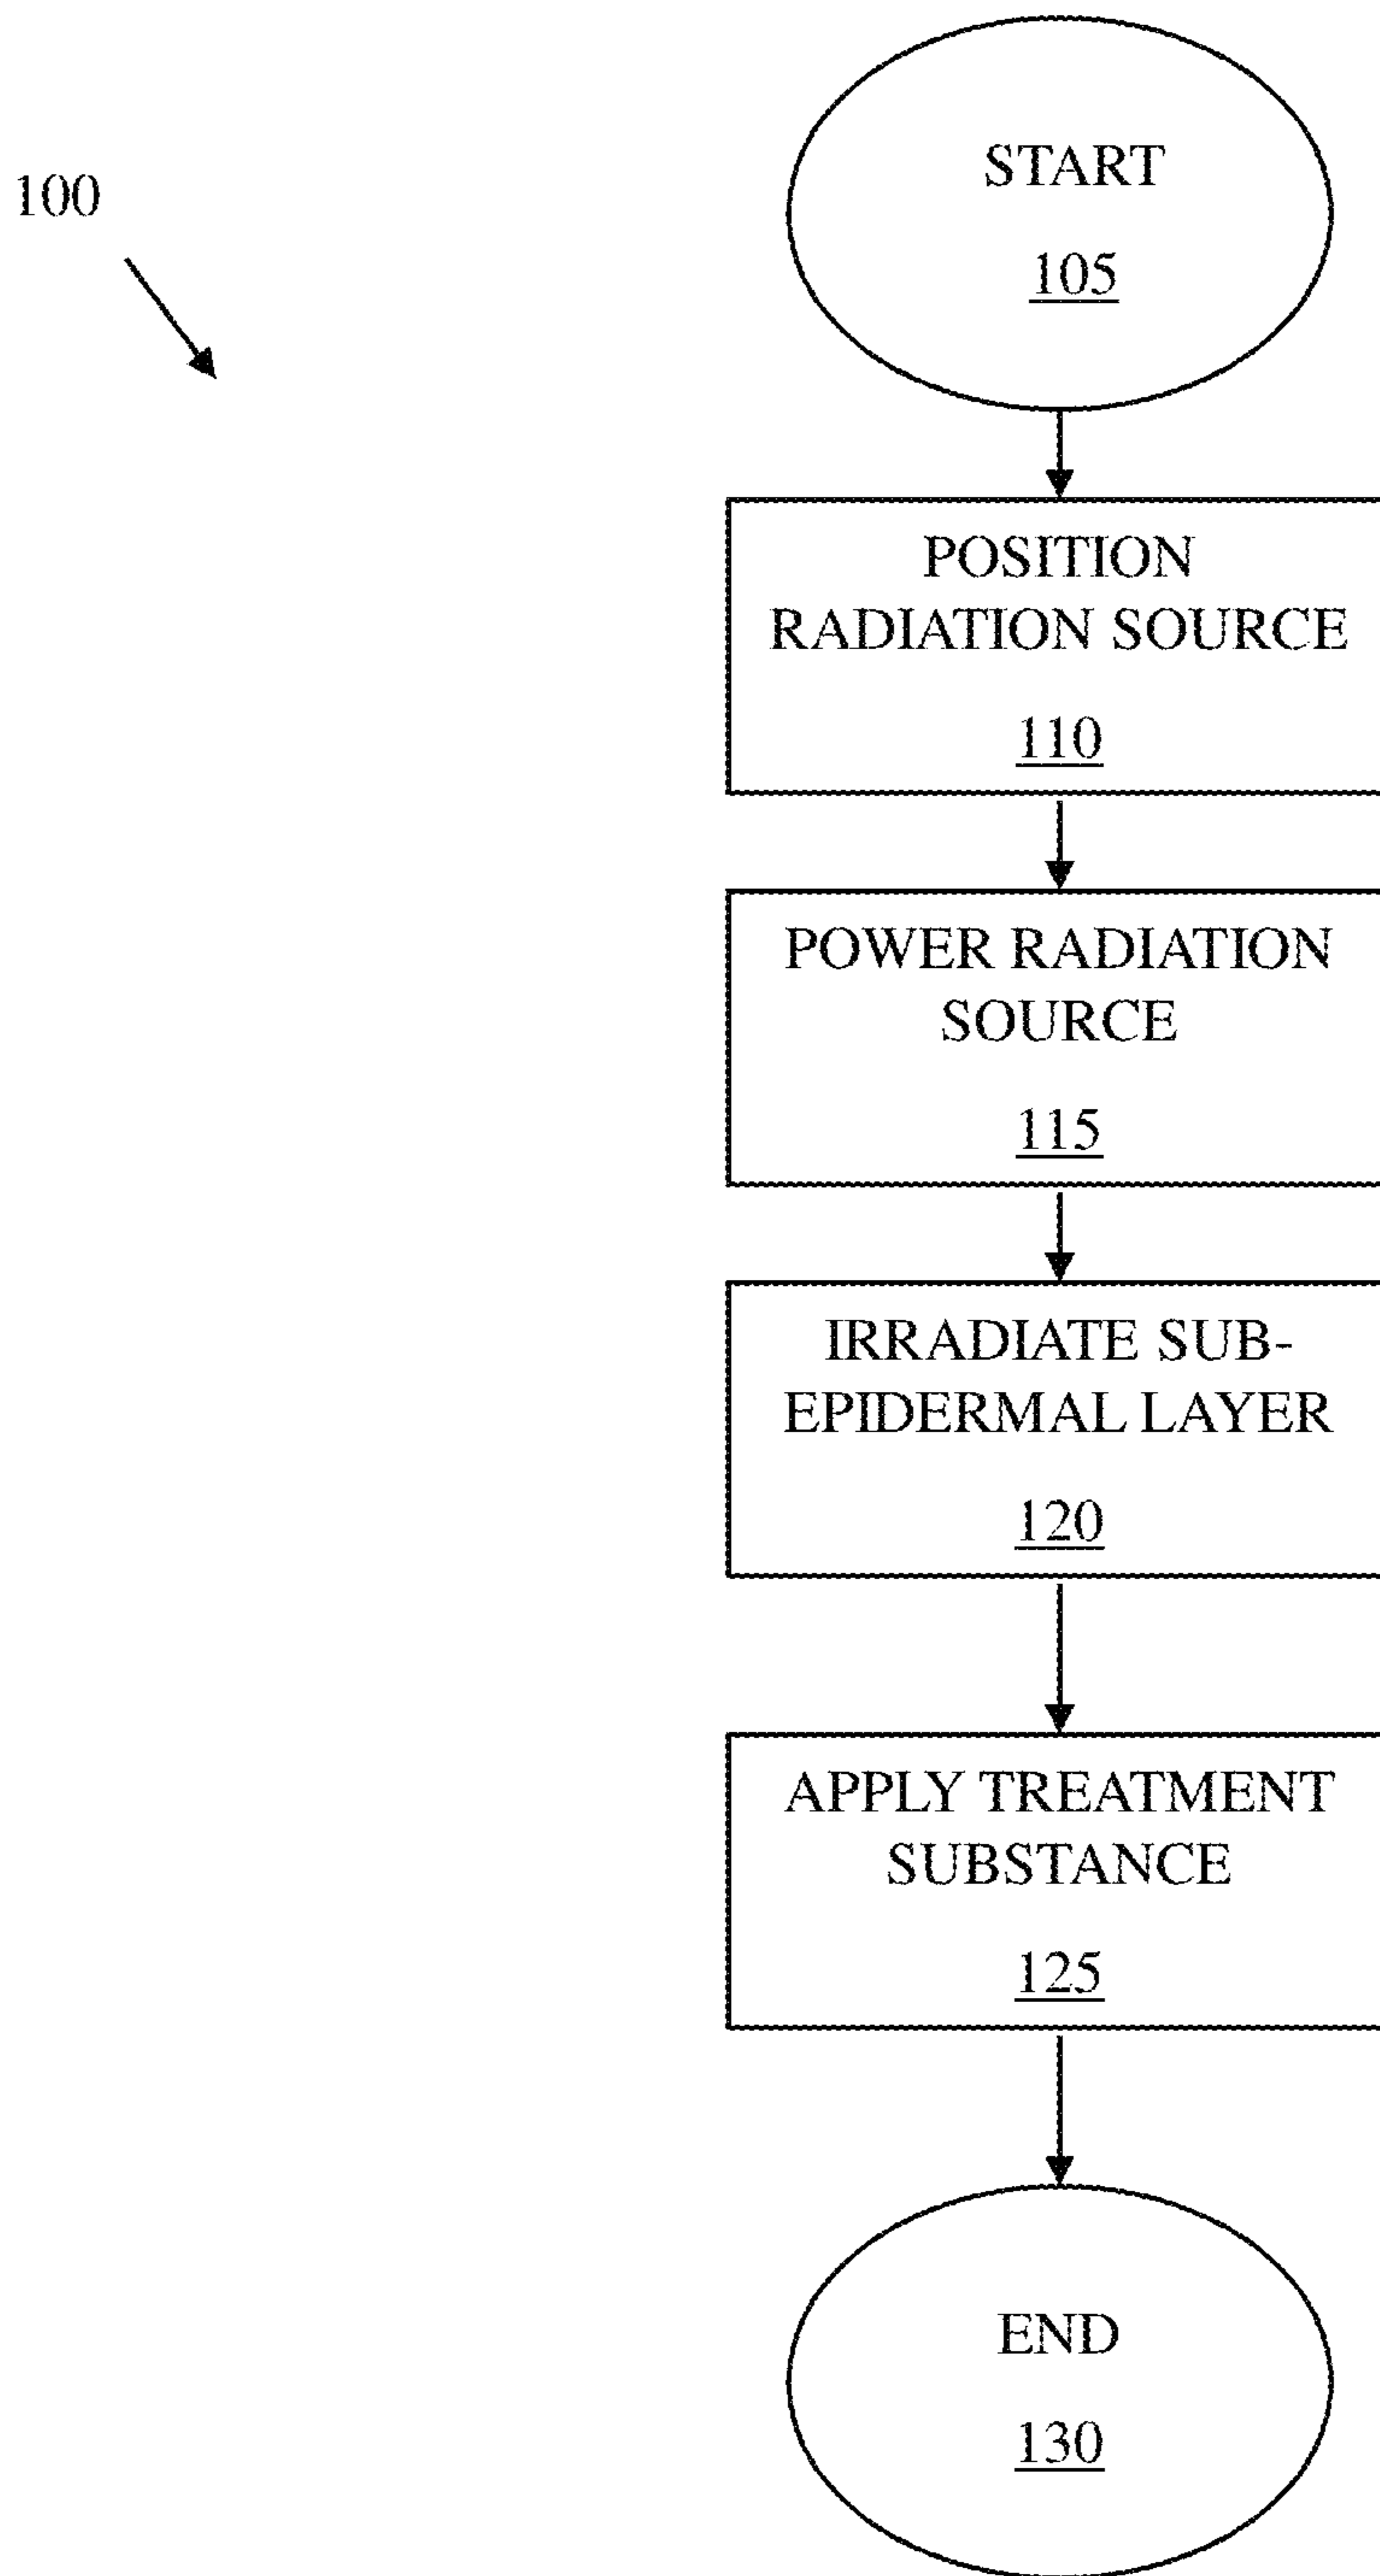 100
START
105
POSITION
RADIATION SOURCE
110
POWER RADIATION
SOURCE
115
IRRADIATE SUB-
EPIDERMAL LAYER
120
APPLY TREATMENT
SUBSTANCE
125
END
130